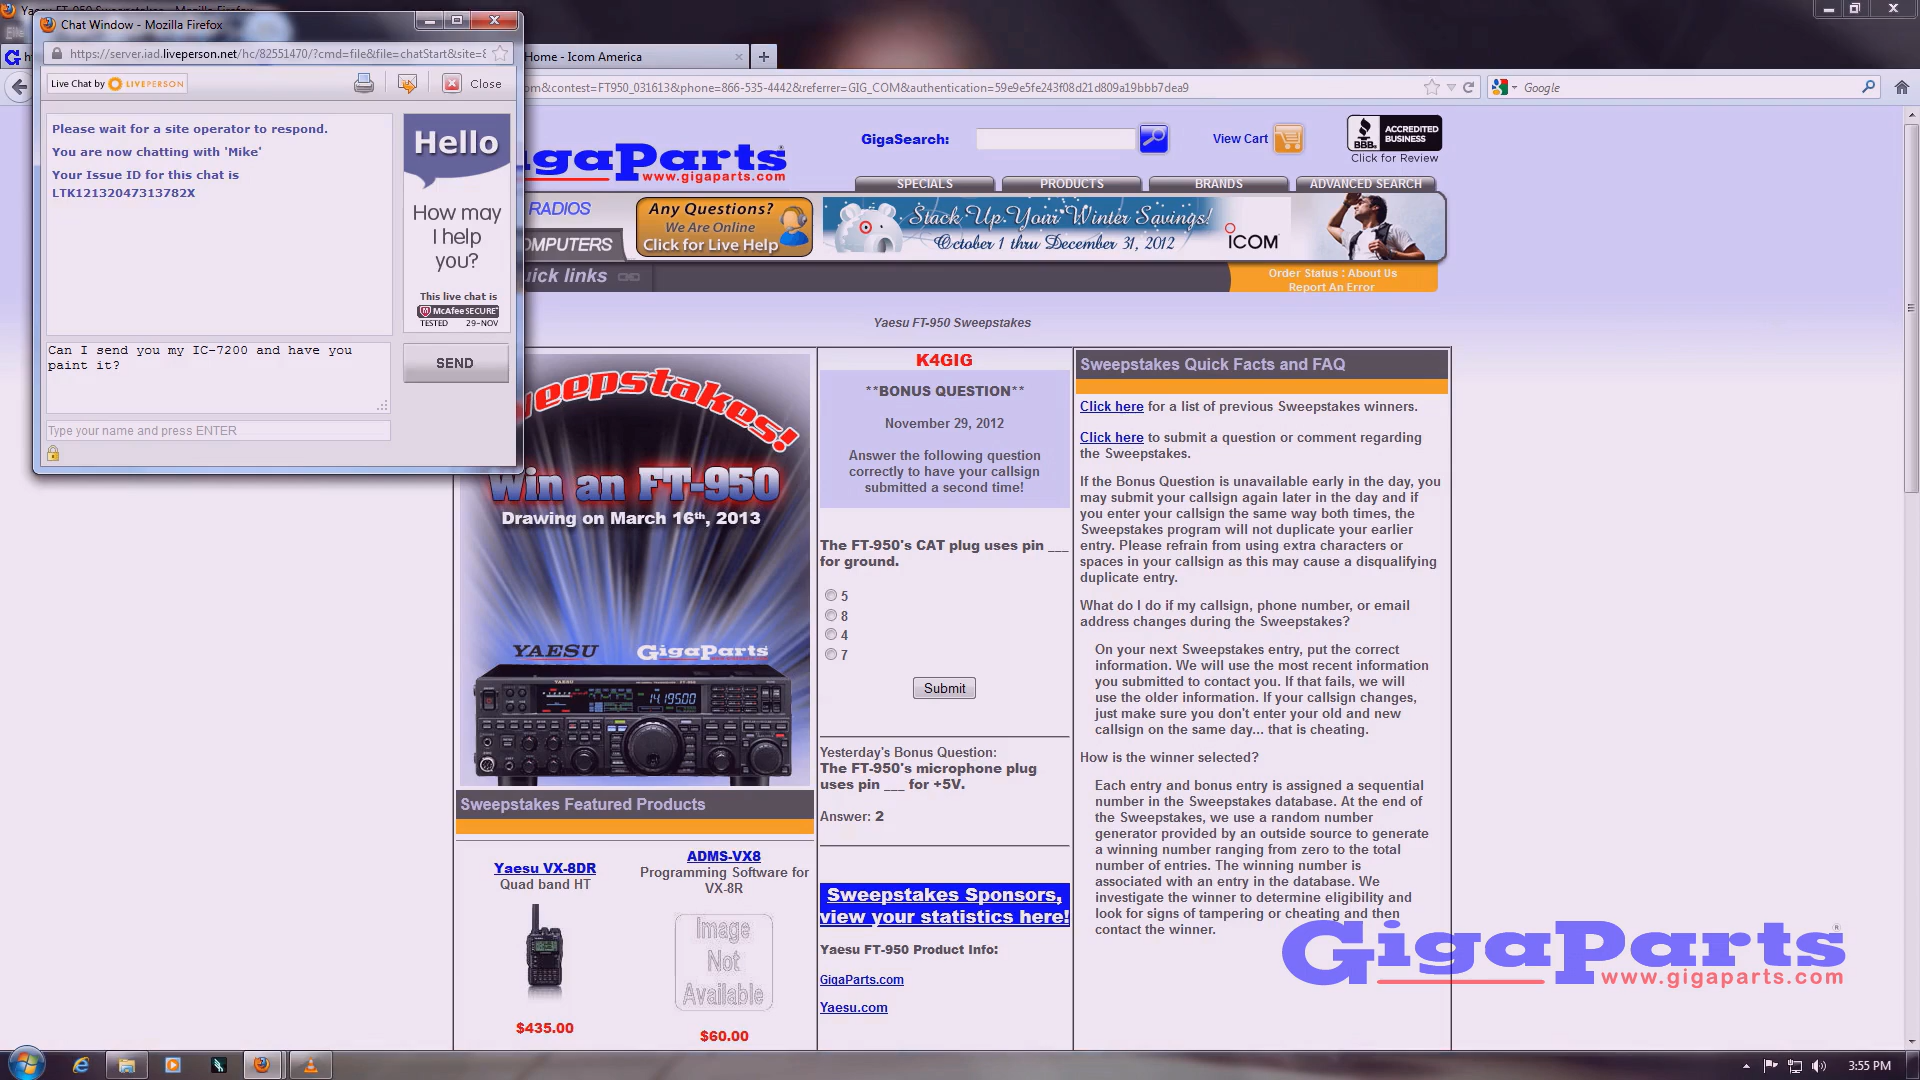 Chat Window - Mozilla Firefox
https://server.iad.liveperson.net/hc/82551470/?cmd=file&file=chatStart&site=8
Live Chat by LIVEPERSON
Close
Please wait for a site operator to respond.
You are now chatting with 'Mike'
Your Issue ID for this chat is
LTK12132047313782X
Hello
How may
I help
you?
This live chat is
McAfee SECURE
TESTED 29-NOV
Can I send you my IC-7200 and have you
paint it?
SEND
Type your name and press ENTER
Home - Icom America
om&contest=FT950_031613&phone=866-535-4442&referrer=GIG_COM&authentication=59e9e5fe243f08d21d809a19bbb7dea9
Google
gigaParts
www.gigaparts.com
GigaSearch:
View Cart
BBB.
ACCREDITED
BUSINESS
Click for Review
SPECIALS
PRODUCTS
BRANDS
ADVANCED SEARCH
RADIOS
OMPUTERS
Any Questions?
We Are Online
Click for Live Help
Stack Up Your Winter Savings!
October 1 thru December 31, 2012
ICOM
uick links
Order Status : About Us
Report An Error
Yaesu FT-950 Sweepstakes
weepstakes!
Win an FT-950
Drawing on March 16th, 2013
YAESU
GigaParts
14.195.00
Sweepstakes Featured Products
Yaesu VX-8DR
Quad band HT
$435.00
ADMS-VX8
Programming Software for
VX-8R
Image
Not
Available
$60.00
K4GIG
**BONUS QUESTION**
November 29, 2012
Answer the following question
correctly to have your callsign
submitted a second time!
The FT-950's CAT plug uses pin ___
for ground.
5
8
4
7
Submit
Yesterday's Bonus Question:
The FT-950's microphone plug
uses pin ___ for +5V.
Answer: 2
Sweepstakes Sponsors,
view your statistics here!
Yaesu FT-950 Product Info:
GigaParts.com
Yaesu.com
Sweepstakes Quick Facts and FAQ
Click here for a list of previous Sweepstakes winners.
Click here to submit a question or comment regarding
the Sweepstakes.
If the Bonus Question is unavailable early in the day, you
may submit your callsign again later in the day and if
you enter your callsign the same way both times, the
Sweepstakes program will not duplicate your earlier
entry. Please refrain from using extra characters or
spaces in your callsign as this may cause a disqualifying
duplicate entry.
What do I do if my callsign, phone number, or email
address changes during the Sweepstakes?
On your next Sweepstakes entry, put the correct
information. We will use the most recent information
you submitted to contact you. If that fails, we will
use the older information. If your callsign changes,
just make sure you don't enter your old and new
callsign on the same day... that is cheating.
How is the winner selected?
Each entry and bonus entry is assigned a sequential
number in the Sweepstakes database. At the end of
the Sweepstakes, we use a random number
generator provided by an outside source to generate
a winning number ranging from zero to the total
number of entries. The winning number is
associated with an entry in the database. We
investigate the winner to determine eligibility and
look for signs of tampering or cheating and then
contact the winner.
GigaParts
www.gigaparts.com
3:55 PM